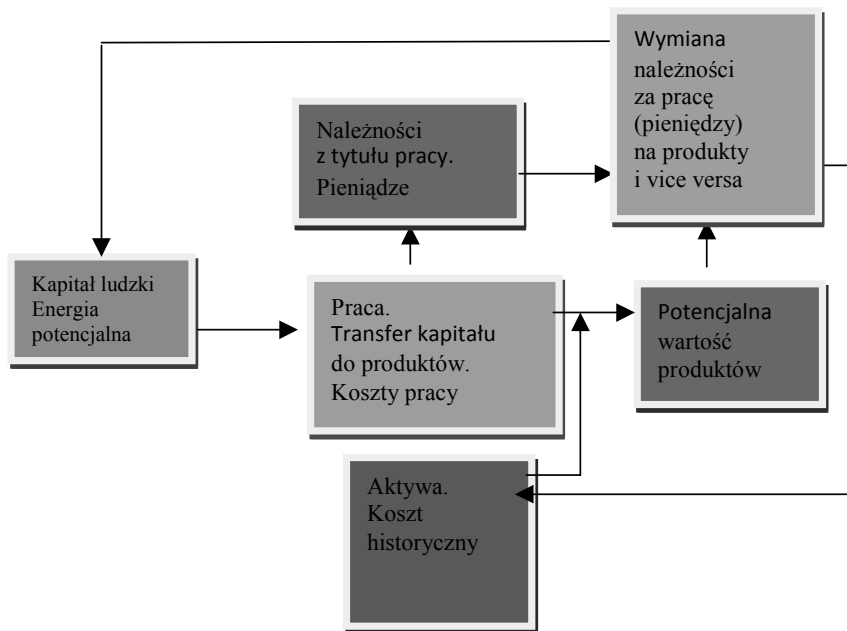 Wymiana
należności
za pracę
(pieniędzy)
na produkty
i vice versa
Należności
z tytułu pracy.
Pieniądze
Kapitał ludzki
Energia
potencjalna
Praca.
Transfer kapitału
do produktów.
Koszty pracy
Potencjalna
wartość
produktów
Aktywa.
Koszt
historyczny